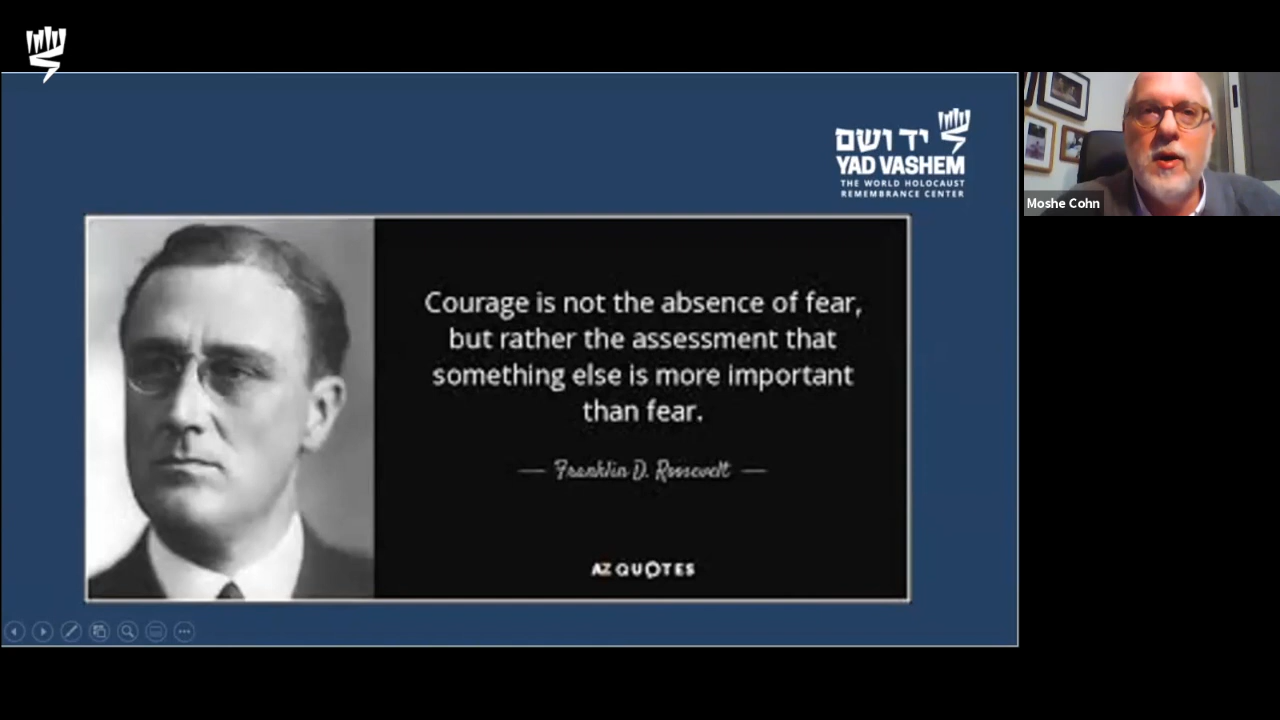 יד ושם
YAD VASHEM
THE WORLD HOLOCAUST
REMEMBRANCE CENTER
Moshe Cohn
Courage is not the absence of fear,
but rather the assessment that
something else is more important
than fear.
— Franklin D. Roosevelt —
AZ QUOTES